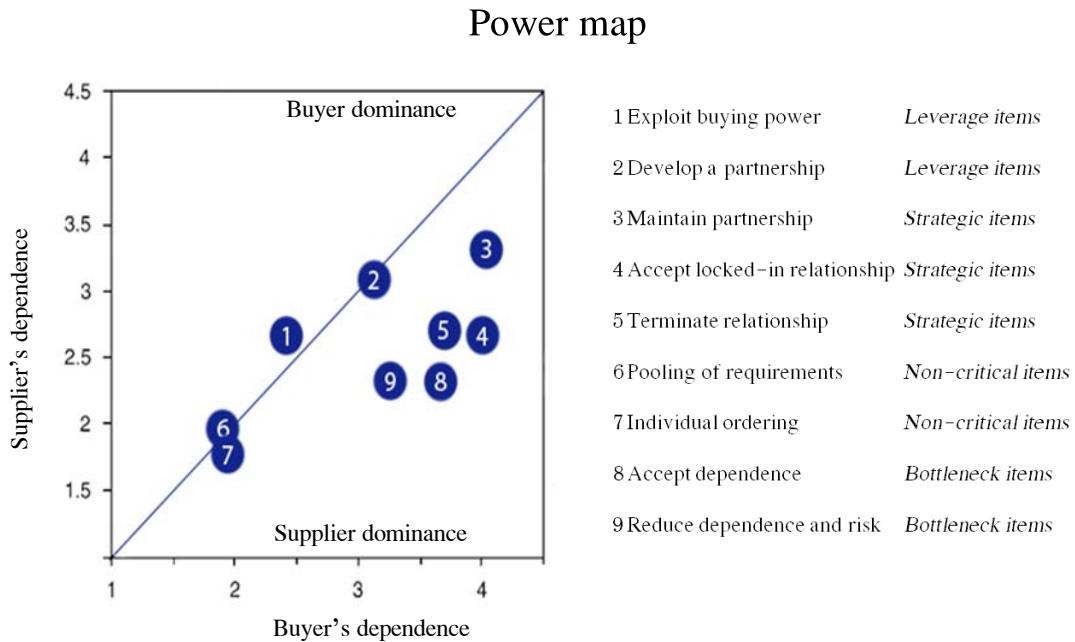 Power map
4.5
4
3.5
3
2.5
2
1.5
Supplier's dependence
Buyer dominance
3
2
1
5
4
9
8
6
7
Supplier dominance
1
2
3
4
Buyer's dependence
1 Exploit buying power Leverage items
2 Develop a partnership Leverage items
3 Maintain partnership Strategic items
4 Accept locked-in relationship Strategic items
5 Terminate relationship Strategic items
6 Pooling of requirements Non-critical items
7 Individual ordering Non-critical items
8 Accept dependence Bottleneck items
9 Reduce dependence and risk Bottleneck items